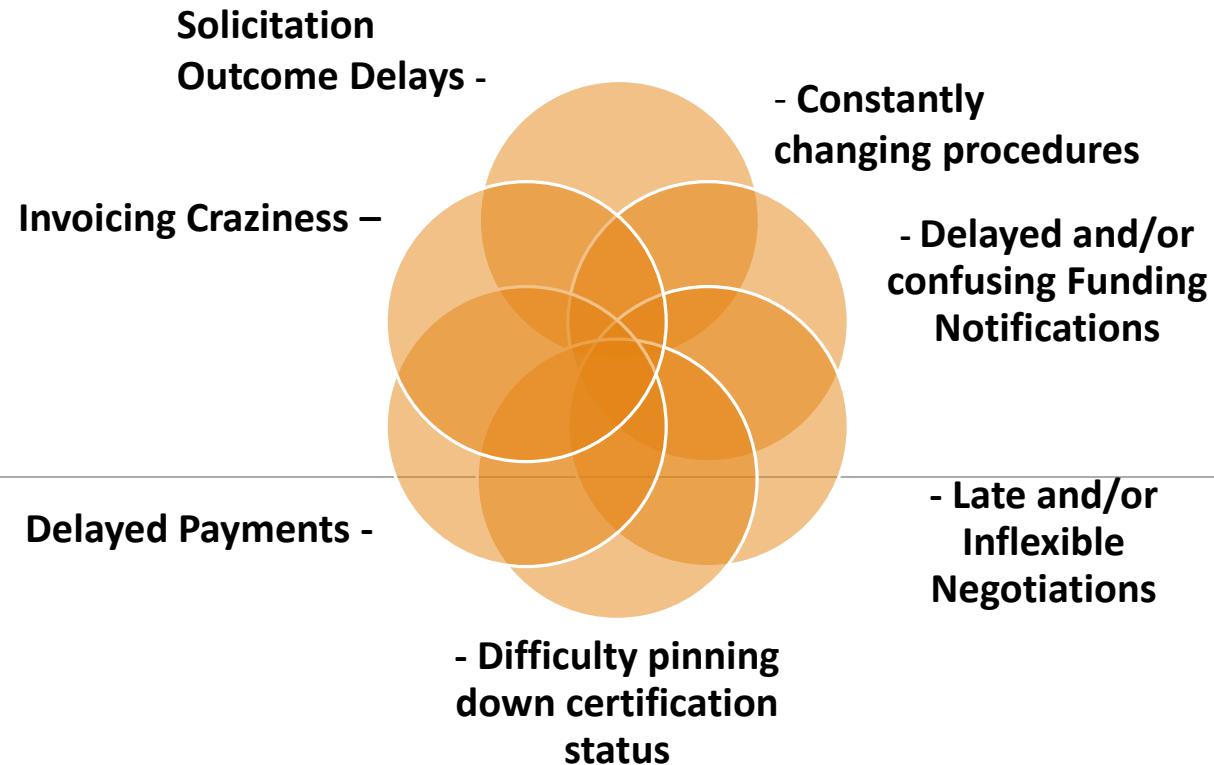 Solicitation
Outcome Delays -
- Constantly
changing procedures
Invoicing Craziness –
- Delayed and/or
confusing Funding
Notifications
Delayed Payments -
- Late and/or
Inflexible
Negotiations
- Difficulty pinning
down certification
status